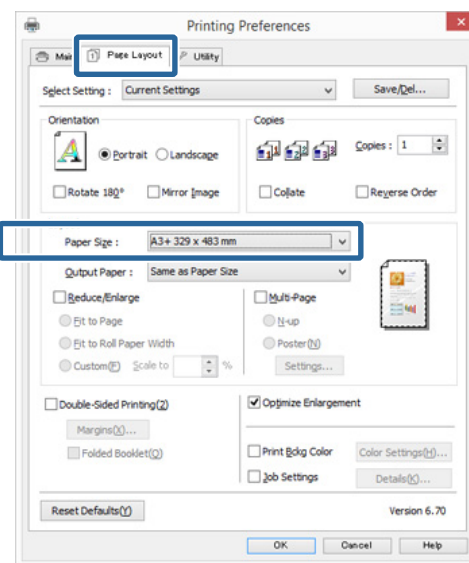 Printing Preferences
Main Page Layout Utility
Select Setting : Current Settings Save/Del...
Orientation Copies
A Portrait Landscape Copies : 1
Rotate 180° Mirror Image Collate Reverse Order
Paper Size : A3+ 329 x 483 mm
Output Paper : Same as Paper Size
Reduce/Enlarge Multi-Page
Fit to Page N-up
Fit to Roll Paper Width Poster(N)
Custom(F) Scale to % Settings...
Double-Sided Printing(2) Optimize Enlargement
Margins(X)...
Folded Booklet(Q) Print Bckg Color Color Settings(H)...
Job Settings Details(K)...
Reset Defaults(Y) Version 6.70
OK Cancel Help